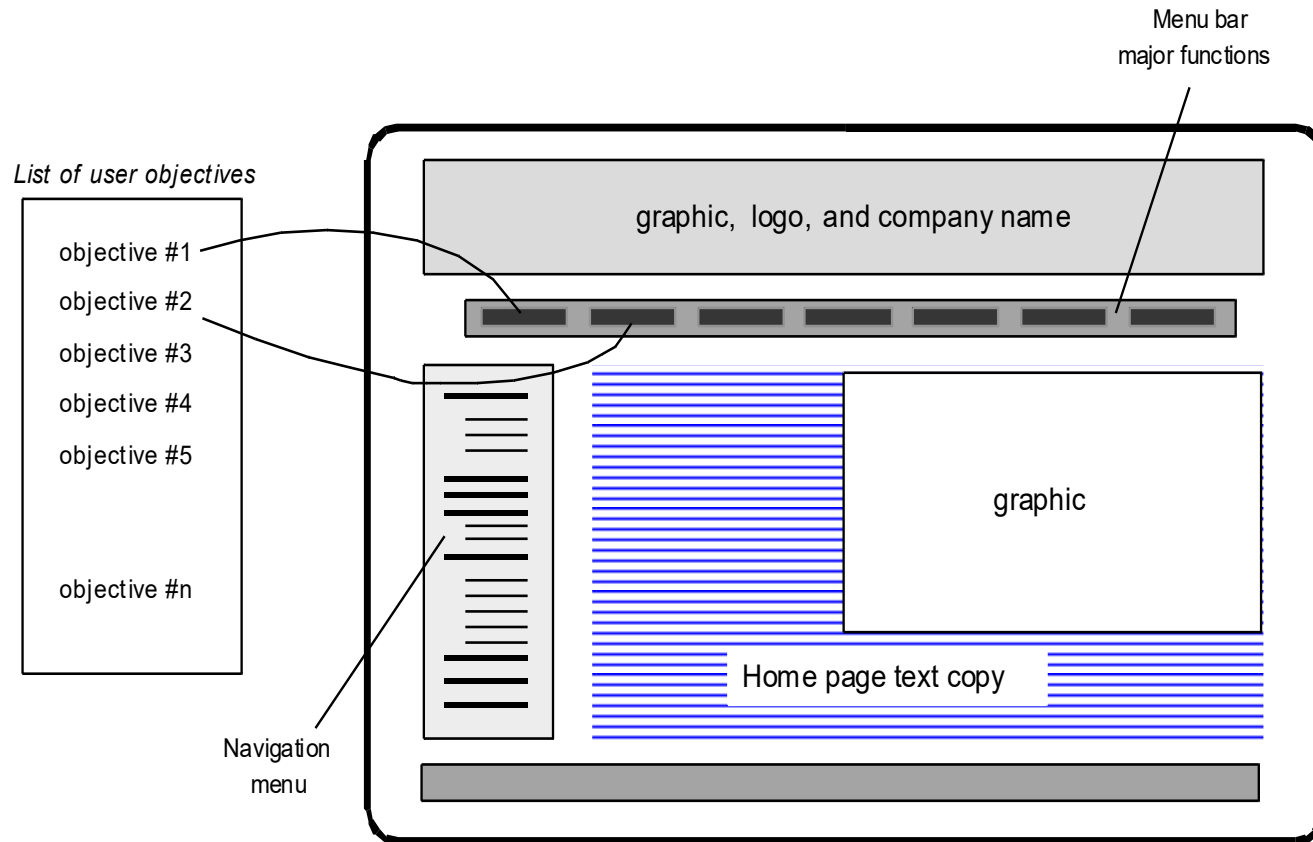 Menu bar
major functions
List of user objectives
graphic, logo, and company name
objective #1
objective #2
objective #3
objective #4
objective #5
graphic
objective #n
Home page text copy
Navigation
menu